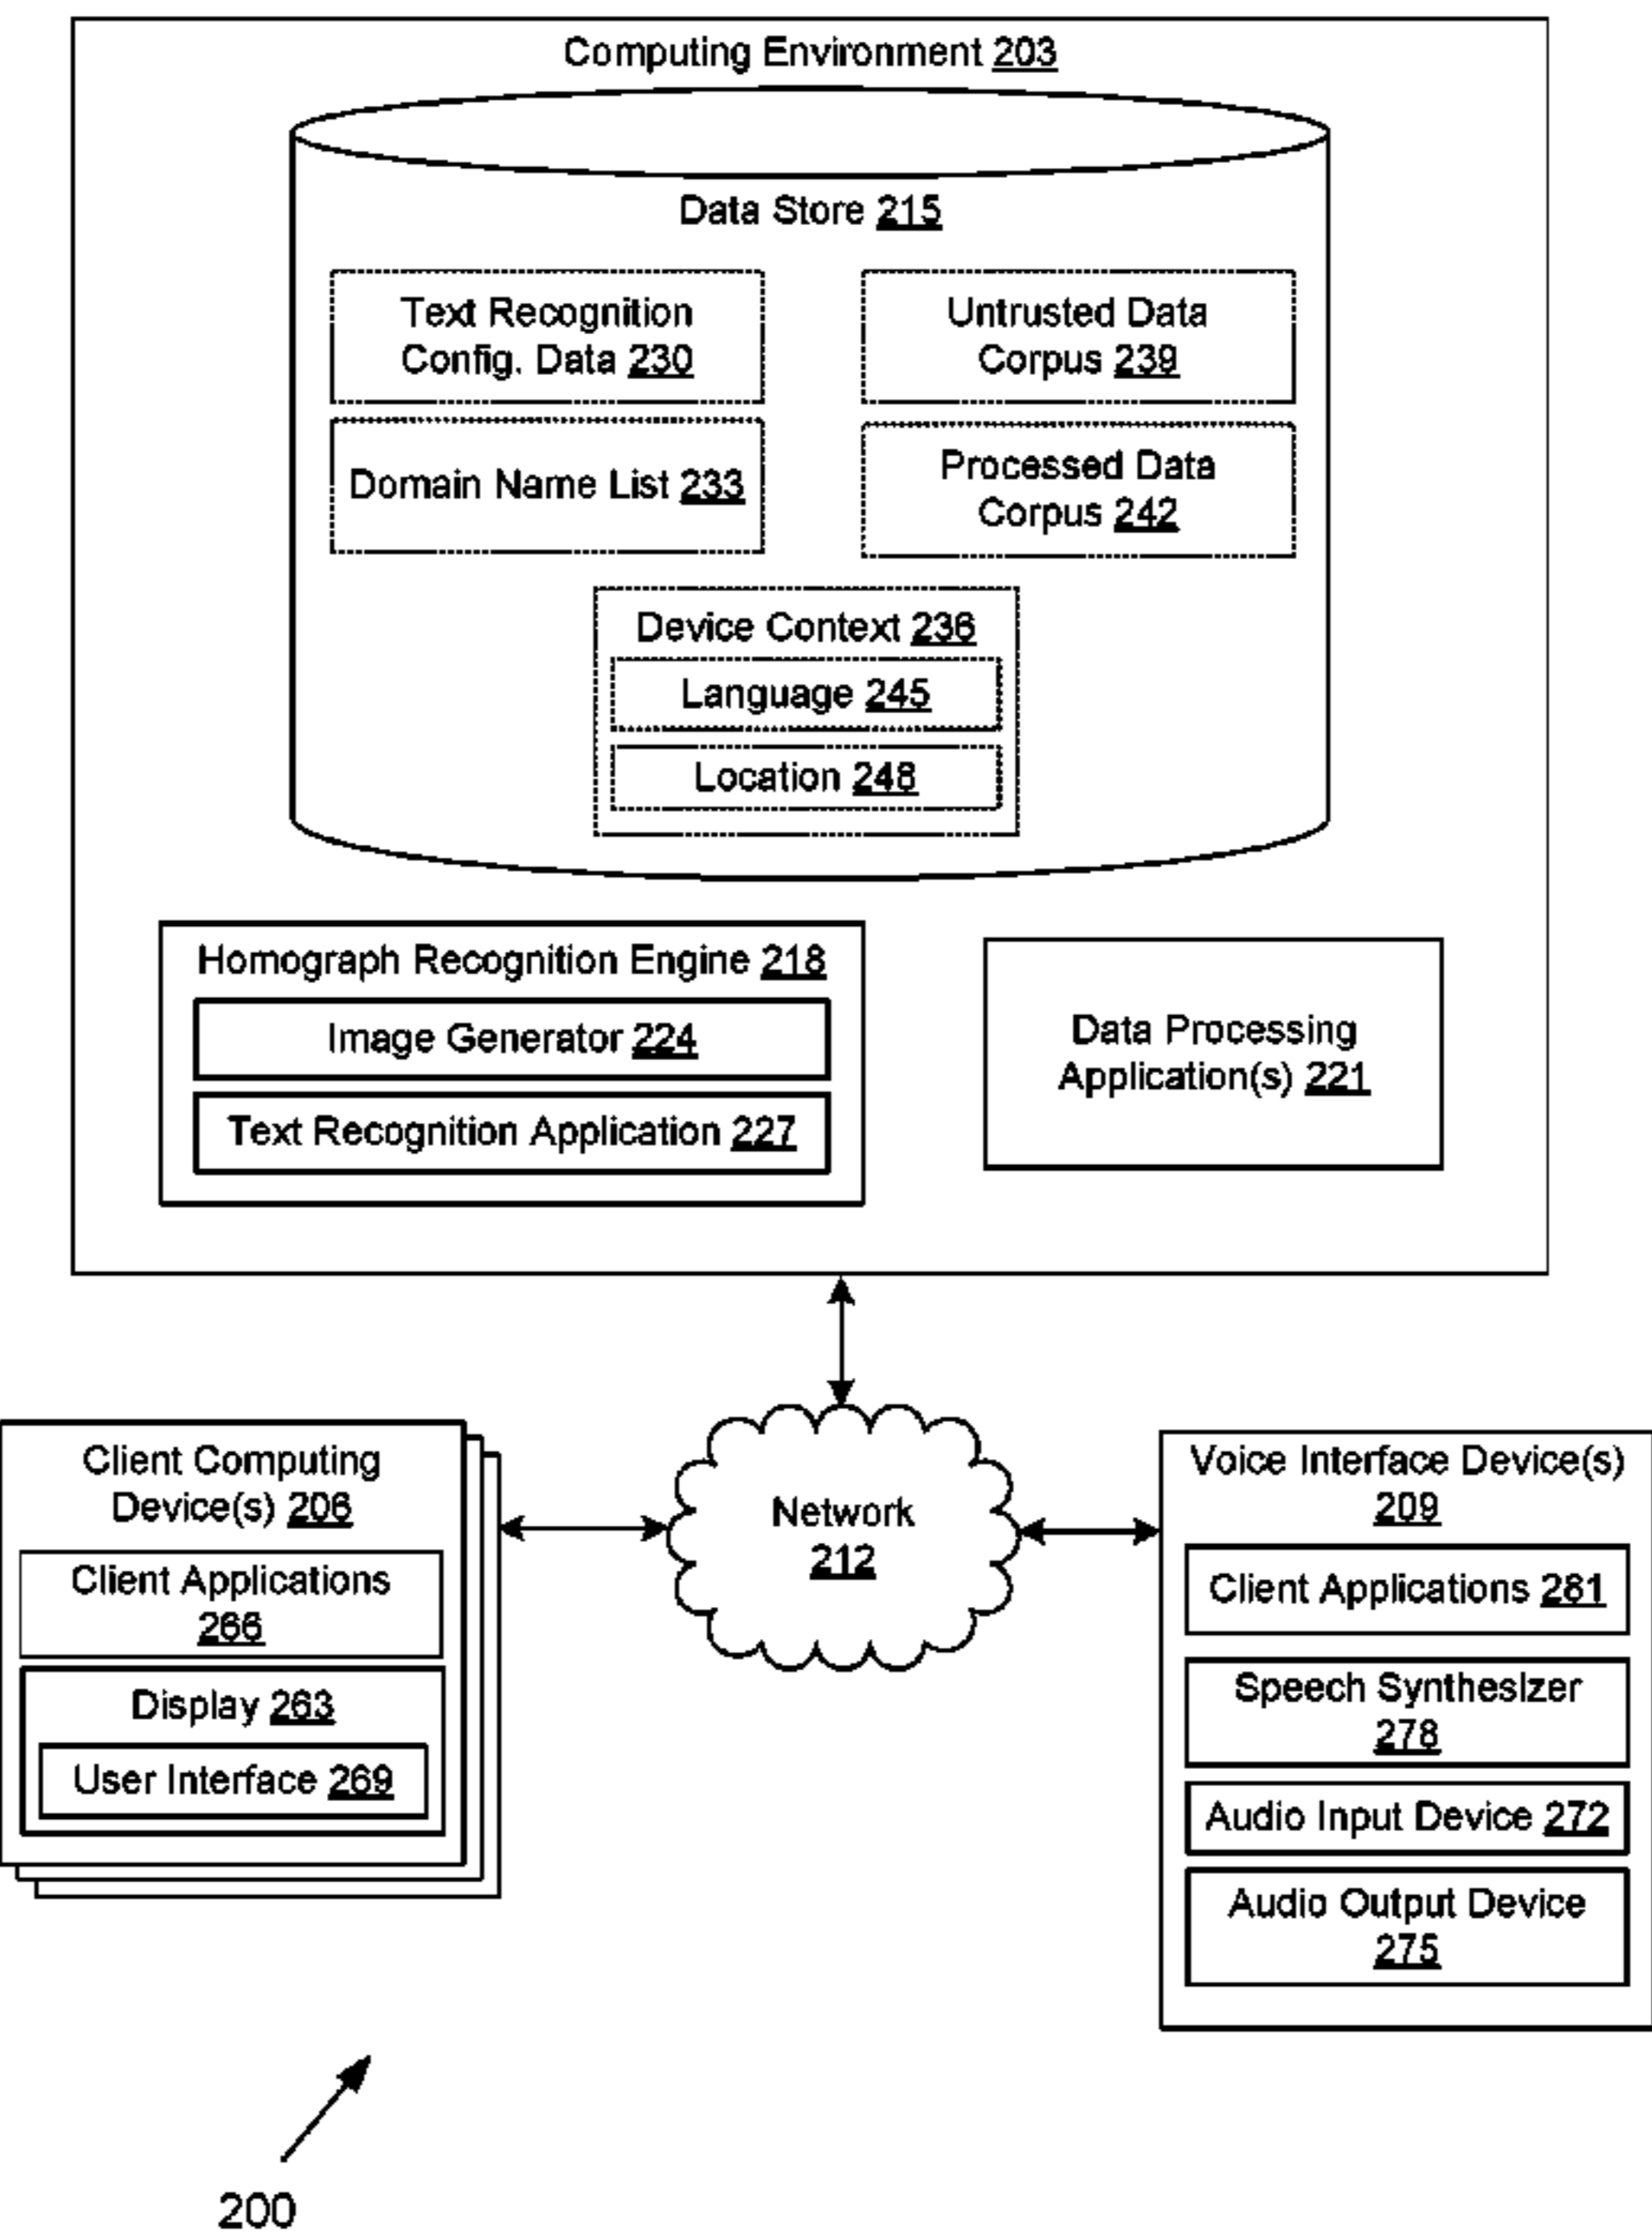 Computing Environment 203
Data Store 215
Text Recognition
Config. Data 230
Untrusted Data
Corpus 239
Domain Name List 233
Processed Data
Corpus 242
Device Context 236
Language 245
Location 248
Homograph Recognition Engine 218
Image Generator 224
Text Recognition Application 227
Data Processing
Application(s) 221
Client Computing
Device(s) 206
Client Applications
266
Display 263
User Interface 269
Network
212
Voice Interface Device(s)
209
Client Applications 281
Speech Synthesizer
278
Audio Input Device 272
Audio Output Device
275
200